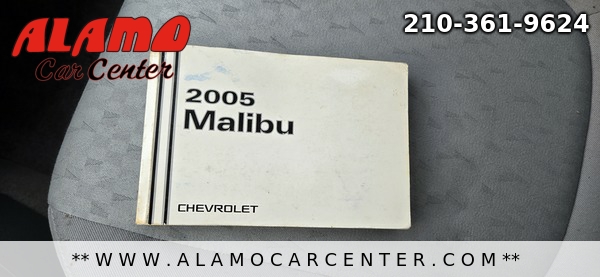 ALAMO
Car Center
210-361-9624
2005
Malibu
CHEVROLET
**WWW.ALAMOCARCENTER.COM**